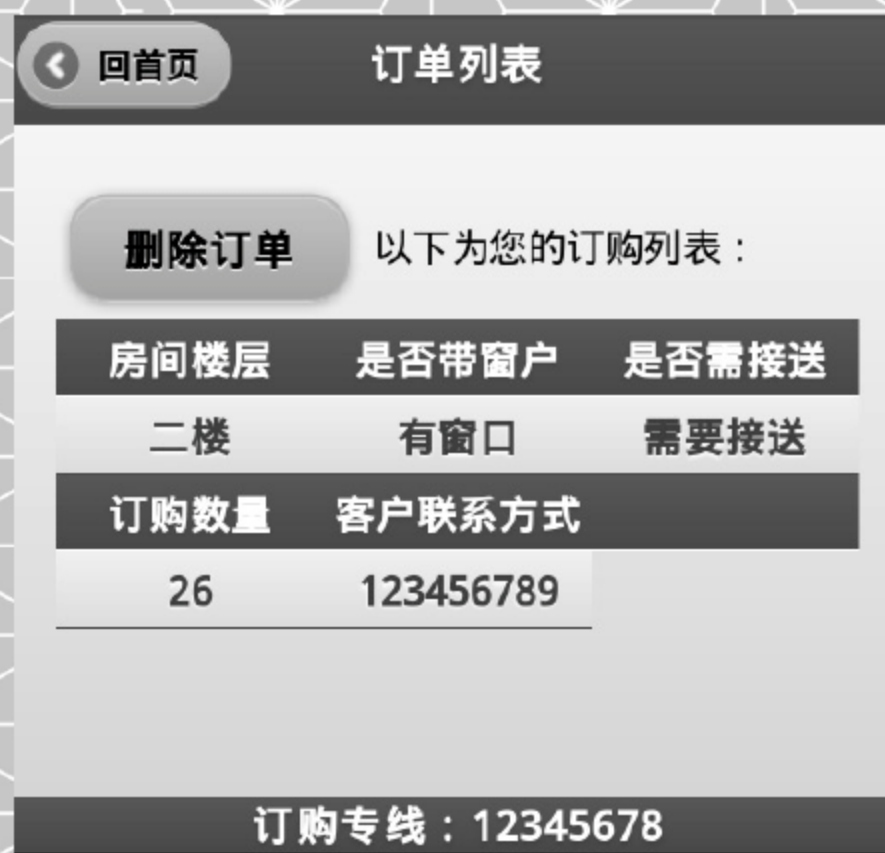 回首页 订单列表
删除订单 以下为您的订购列表：
房间楼层 是否带窗户 是否需接送
二楼 有窗口 需要接送
订购数量 客户联系方式
26 123456789
订购专线：12345678